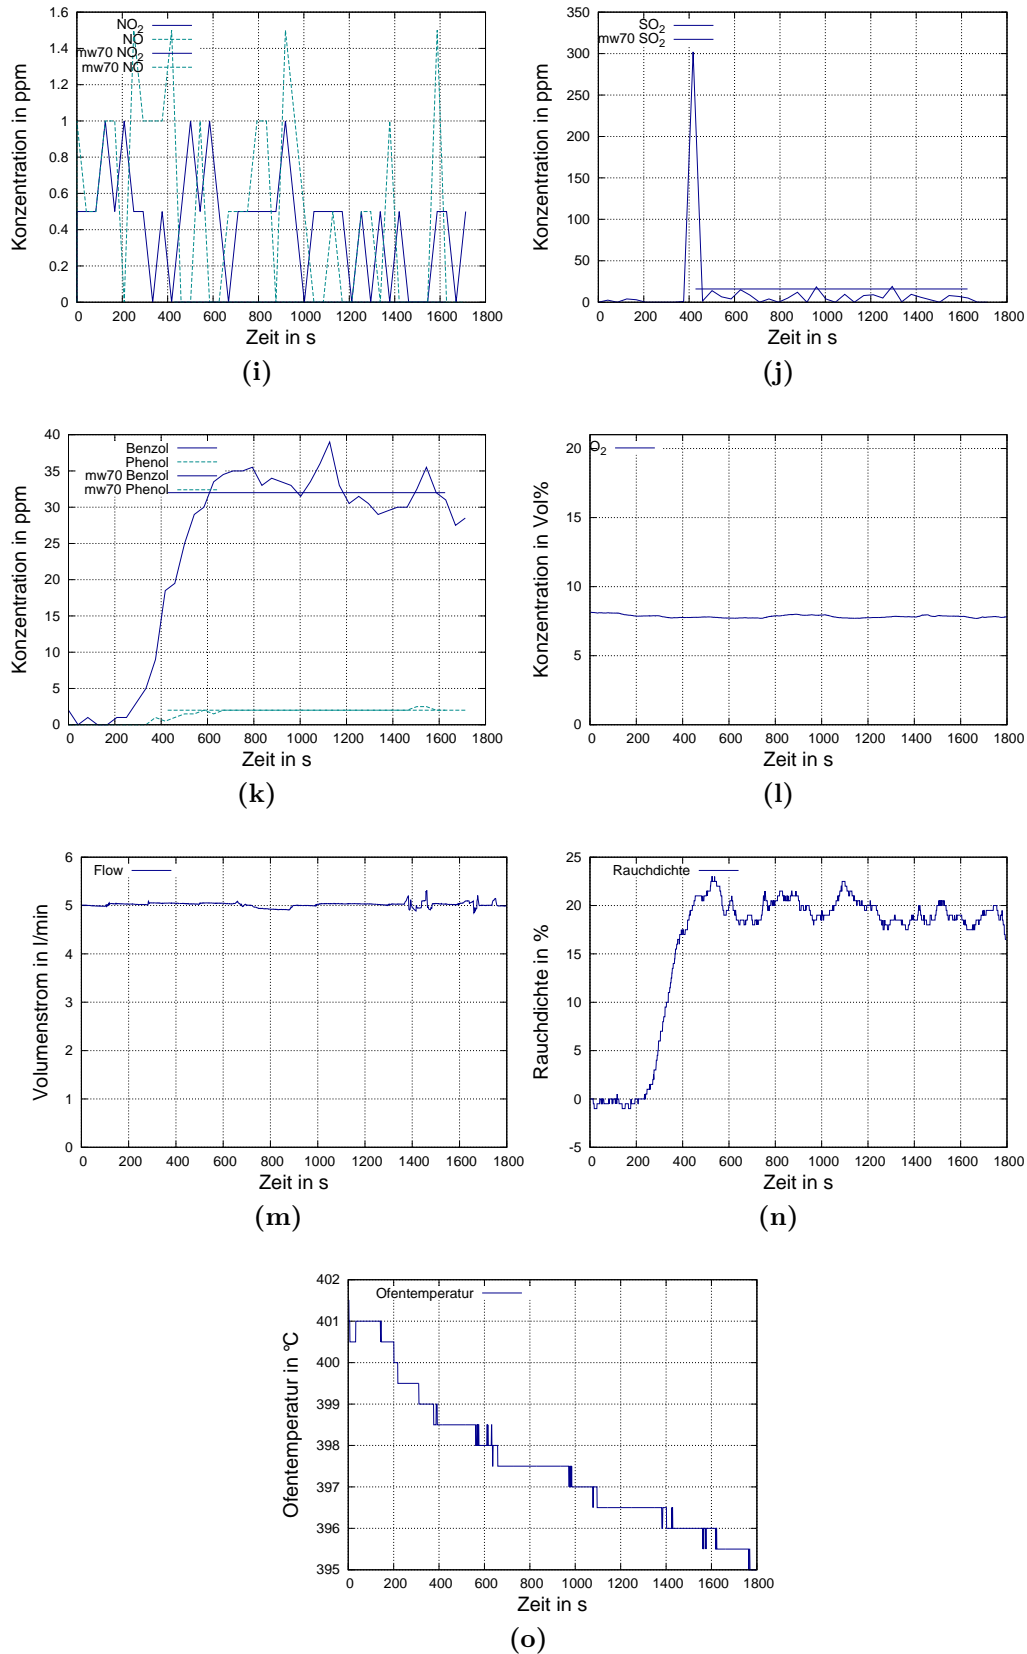 Konzentration in ppm
1.6
1.4
1.2
1
0.8
0.6
0.4
0.2
0
NO2
NO
mw70 NO2
mw70 NO
0 200 400 600 800 1000 1200 1400 1600 1800
Zeit in s
(i)
Konzentration in ppm
350
300
250
200
150
100
50
0
SO2
mw70 SO2
0 200 400 600 800 1000 1200 1400 1600 1800
Zeit in s
(j)
Konzentration in ppm
40
35
30
25
20
15
10
5
0
Benzol
Phenol
mw70 Benzol
mw70 Phenol
0 200 400 600 800 1000 1200 1400 1600 1800
Zeit in s
(k)
Konzentration in Vol%
20
15
10
5
0
O2
0 200 400 600 800 1000 1200 1400 1600 1800
Zeit in s
(l)
Volumenstrom in l/min
6
5
4
3
2
1
0
Flow
0 200 400 600 800 1000 1200 1400 1600 1800
Zeit in s
(m)
Rauchdichte in %
25
20
15
10
5
0
-5
Rauchdichte
0 200 400 600 800 1000 1200 1400 1600 1800
Zeit in s
(n)
Ofentemperatur in °C
402
401
400
399
398
397
396
395
Ofentemperatur
0 200 400 600 800 1000 1200 1400 1600 1800
Zeit in s
(o)